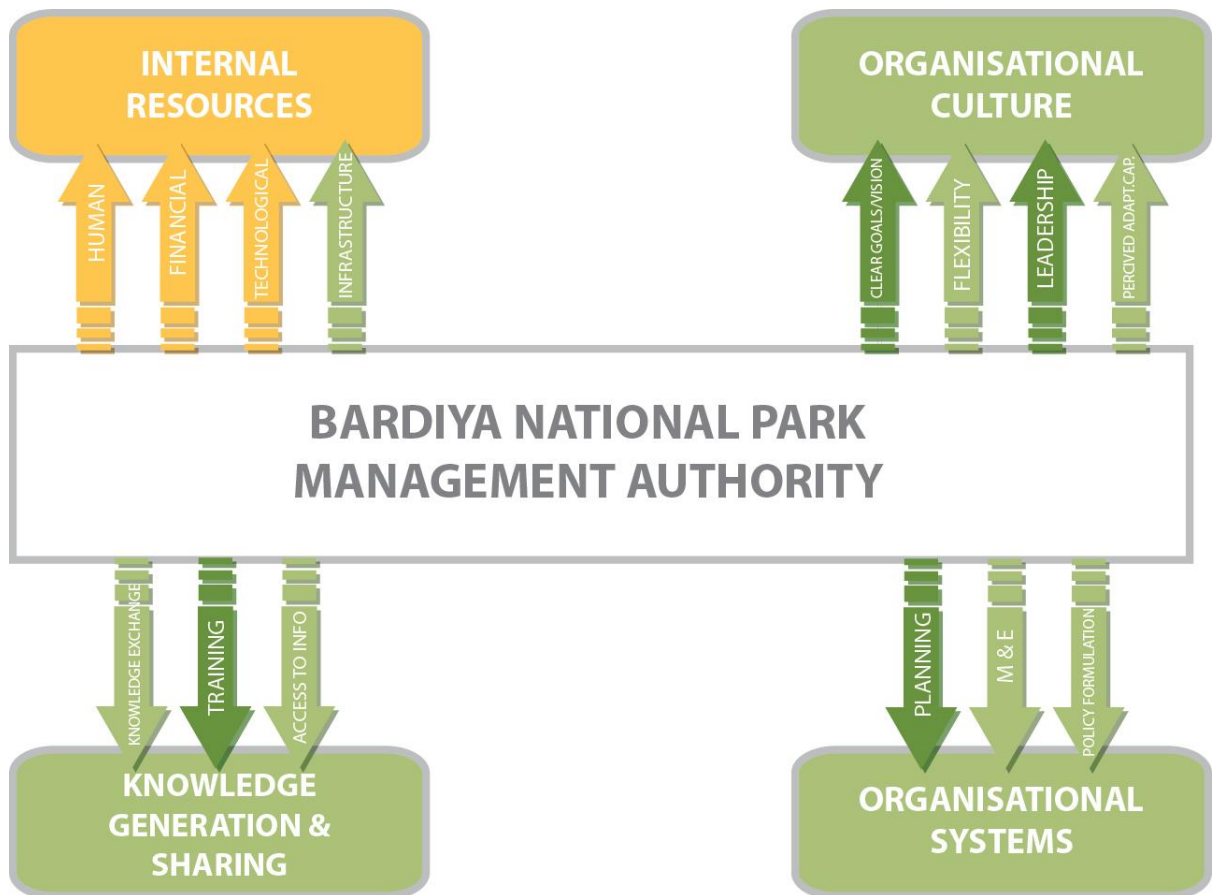 INTERNAL
RESOURCES
ORGANISATIONAL
CULTURE
HUMAN
FINANCIAL
TECHNOLOGICAL
INFRASTRUCTURE
CLEAR GOALS/VISION
FLEXIBILITY
LEADERSHIP
PERCIVED ADAPT.CAP.
BARDIYA NATIONAL PARK
MANAGEMENT AUTHORITY
KNOWLEDGE EXCHANGE
TRAINING
ACCESS TO INFO
PLANNING
M & E
POLICY FORMULATION
KNOWLEDGE
GENERATION &
SHARING
ORGANISATIONAL
SYSTEMS